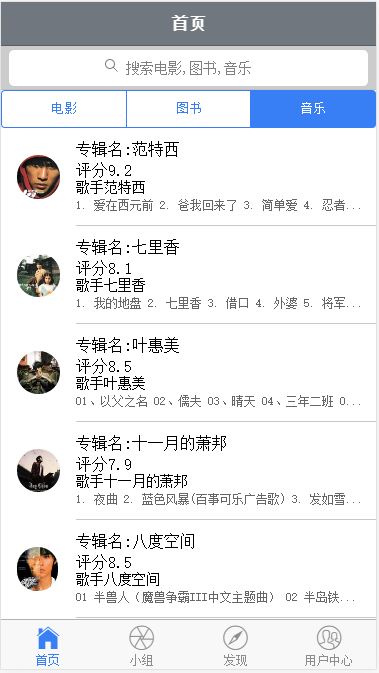 首页
搜索电影,图书,音乐
电影 图书 音乐
专辑名:范特西
评分9.2
歌手范特西
1. 爱在西元前 2. 爸我回来了 3. 简单爱 4. 忍者...
专辑名:七里香
评分8.1
歌手七里香
1. 我的地盘 2. 七里香 3. 借口 4. 外婆 5. 将军...
专辑名:叶惠美
评分8.5
歌手叶惠美
01、以父之名 02、懦夫 03、晴天 04、三年二班 0...
专辑名:十一月的萧邦
评分7.9
歌手十一月的萧邦
1. 夜曲 2. 蓝色风暴(百事可乐广告歌) 3. 发如雪...
专辑名:八度空间
评分8.5
歌手八度空间
01 半兽人（魔兽争霸III中文主题曲） 02 半岛铁...
首页 小组 发现 用户中心